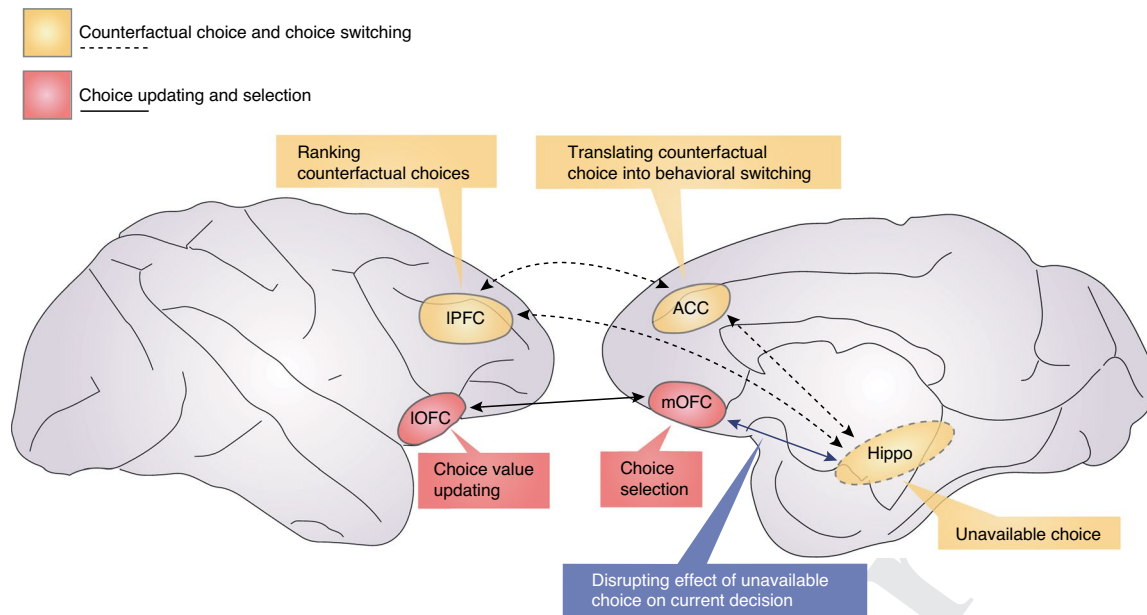 Counterfactual choice and choice switching
Choice updating and selection
Ranking
counterfactual choices
Translating counterfactual
choice into behavioral switching
lPFC
ACC
lOFC
mOFC
Hippo
Choice value
updating
Choice
selection
Unavailable choice
Disrupting effect of unavailable
choice on current decision